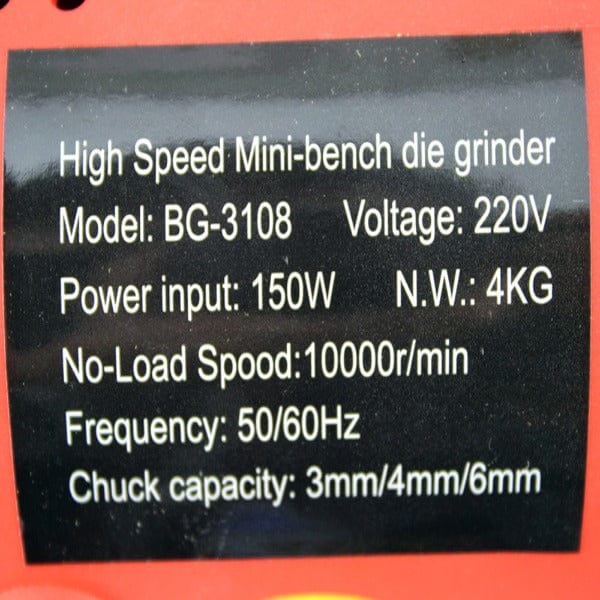 High Speed Mini-bench die grinder
Model: BG-3108 Voltage: 220V
Power input: 150W N.W.: 4KG
No-Load Spood:10000r/min
Frequency: 50/60Hz
Chuck capacity: 3mm/4mm/6mm